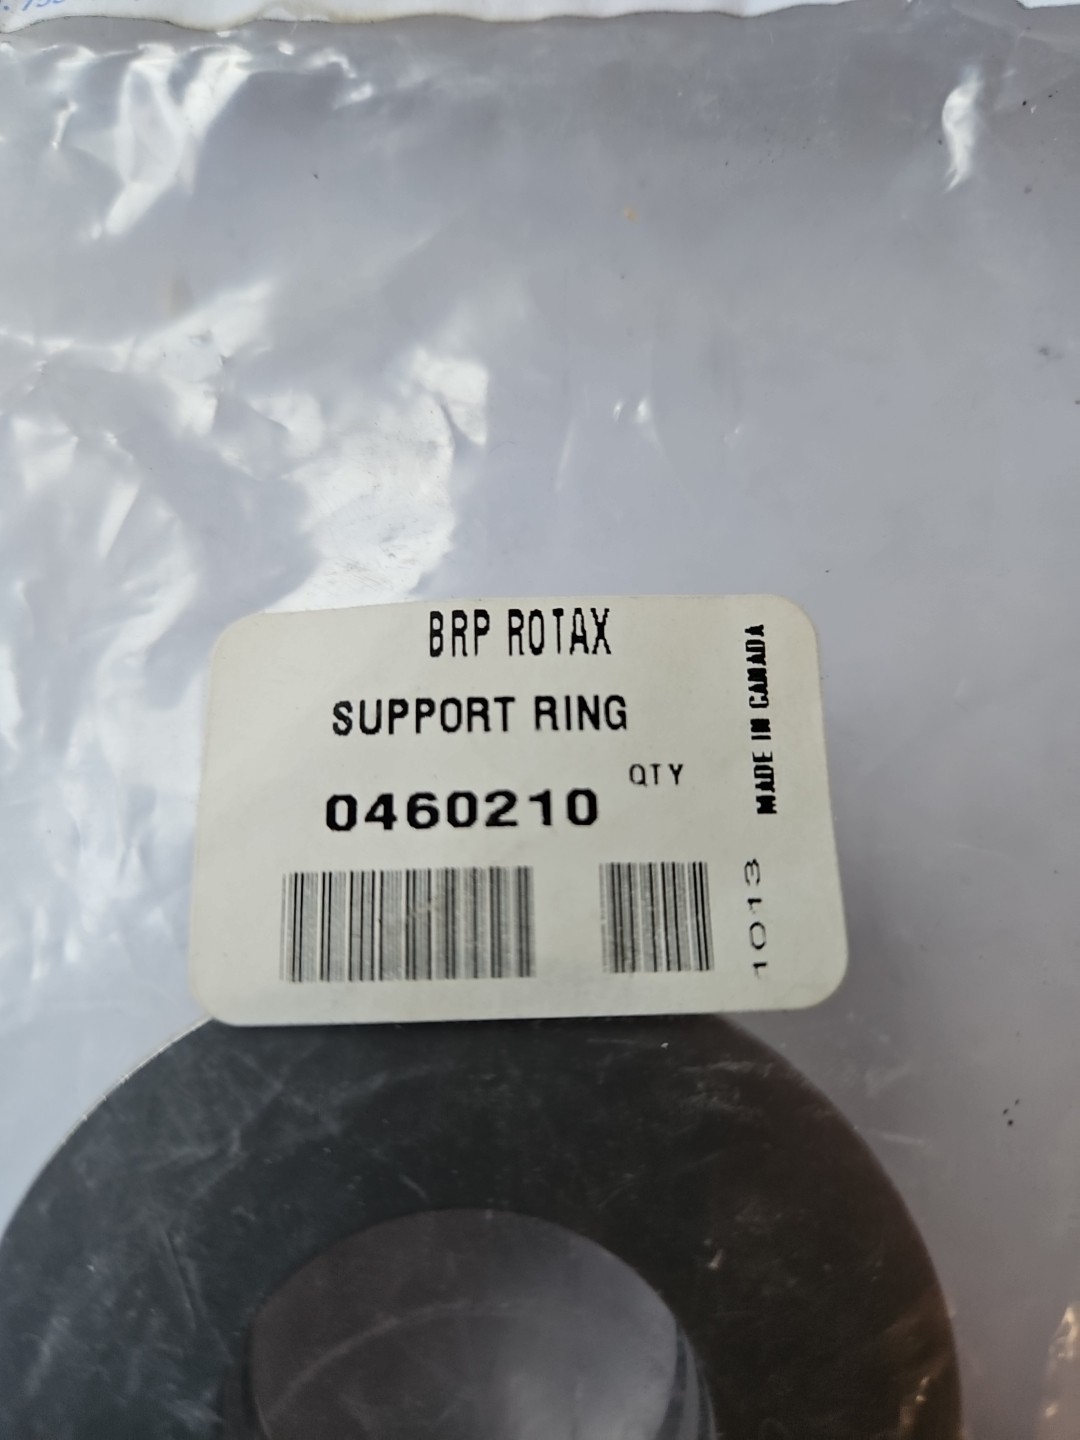 BRP ROTAX
SUPPORT RING
QTY
0460210
MADE IN CANADA
1013